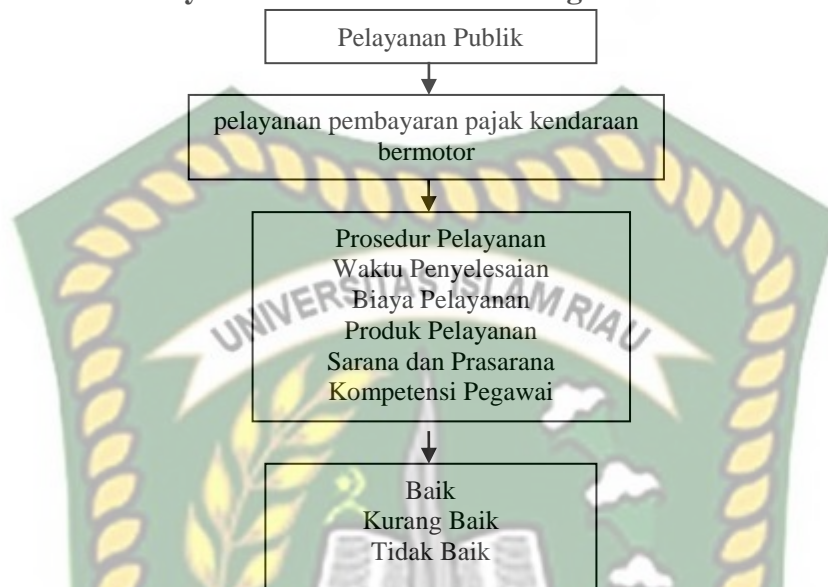 Pelayanan Publik
pelayanan pembayaran pajak kendaraan
bermotor
Prosedur Pelayanan
Waktu Penyelesaian
Biaya Pelayanan
UNIVERSITAS ISLAM RIAU
Produk Pelayanan
Sarana dan Prasarana
Kompetensi Pegawai
Baik
Kurang Baik
Tidak Baik